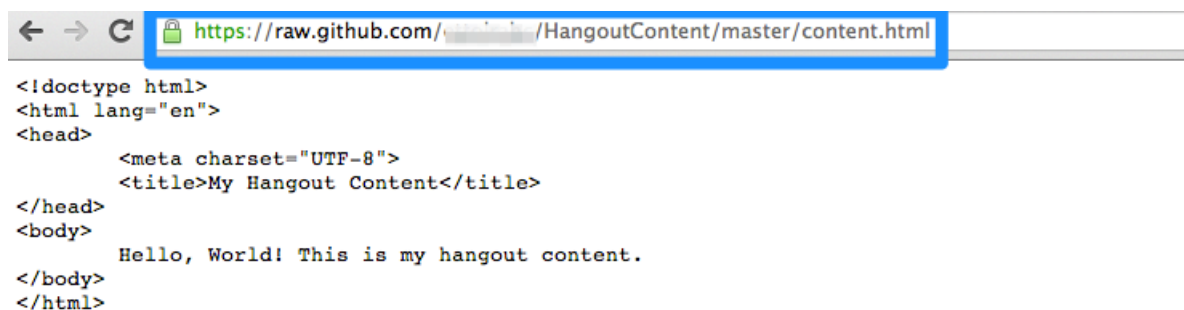 https://raw.github.com/ /HangoutContent/master/content.html
<!doctype html>
<html lang="en">
<head>
        <meta charset="UTF-8">
        <title>My Hangout Content</title>
</head>
<body>
        Hello, World! This is my hangout content.
</body>
</html>